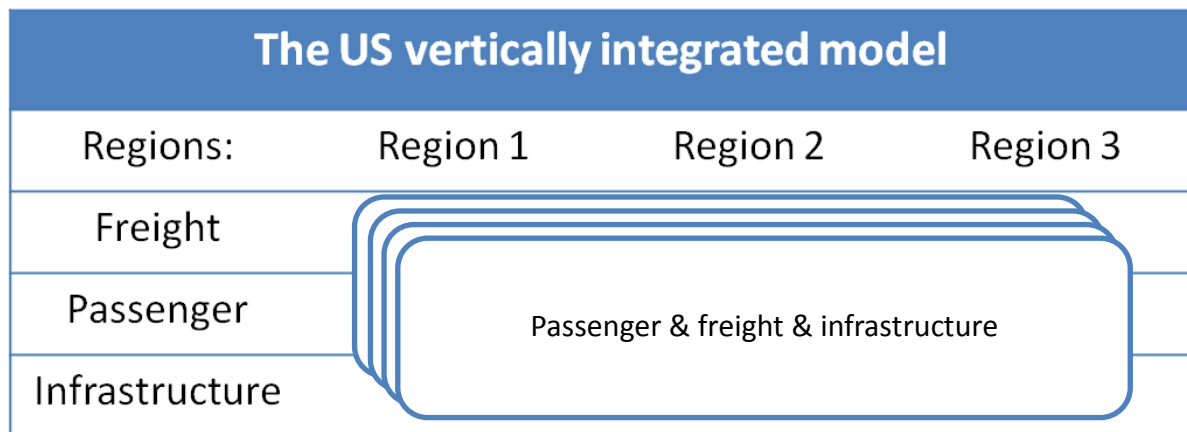 The US vertically integrated model
Regions: Region 1 Region 2 Region 3
Freight
Passenger
Passenger & freight & infrastructure
Infrastructure